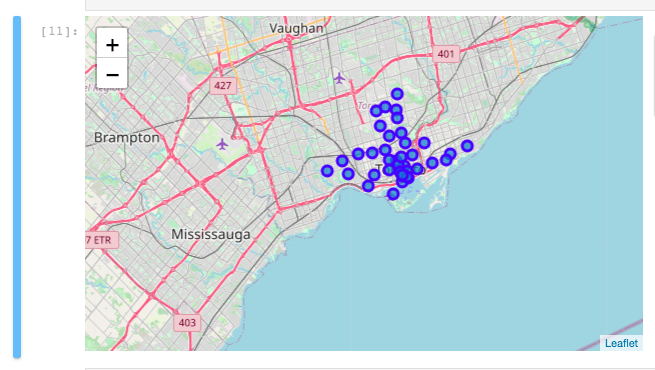 [11]:
+
−
Vaughan
401
427
Brampton
Mississauga
7 ETR
403
Leaflet